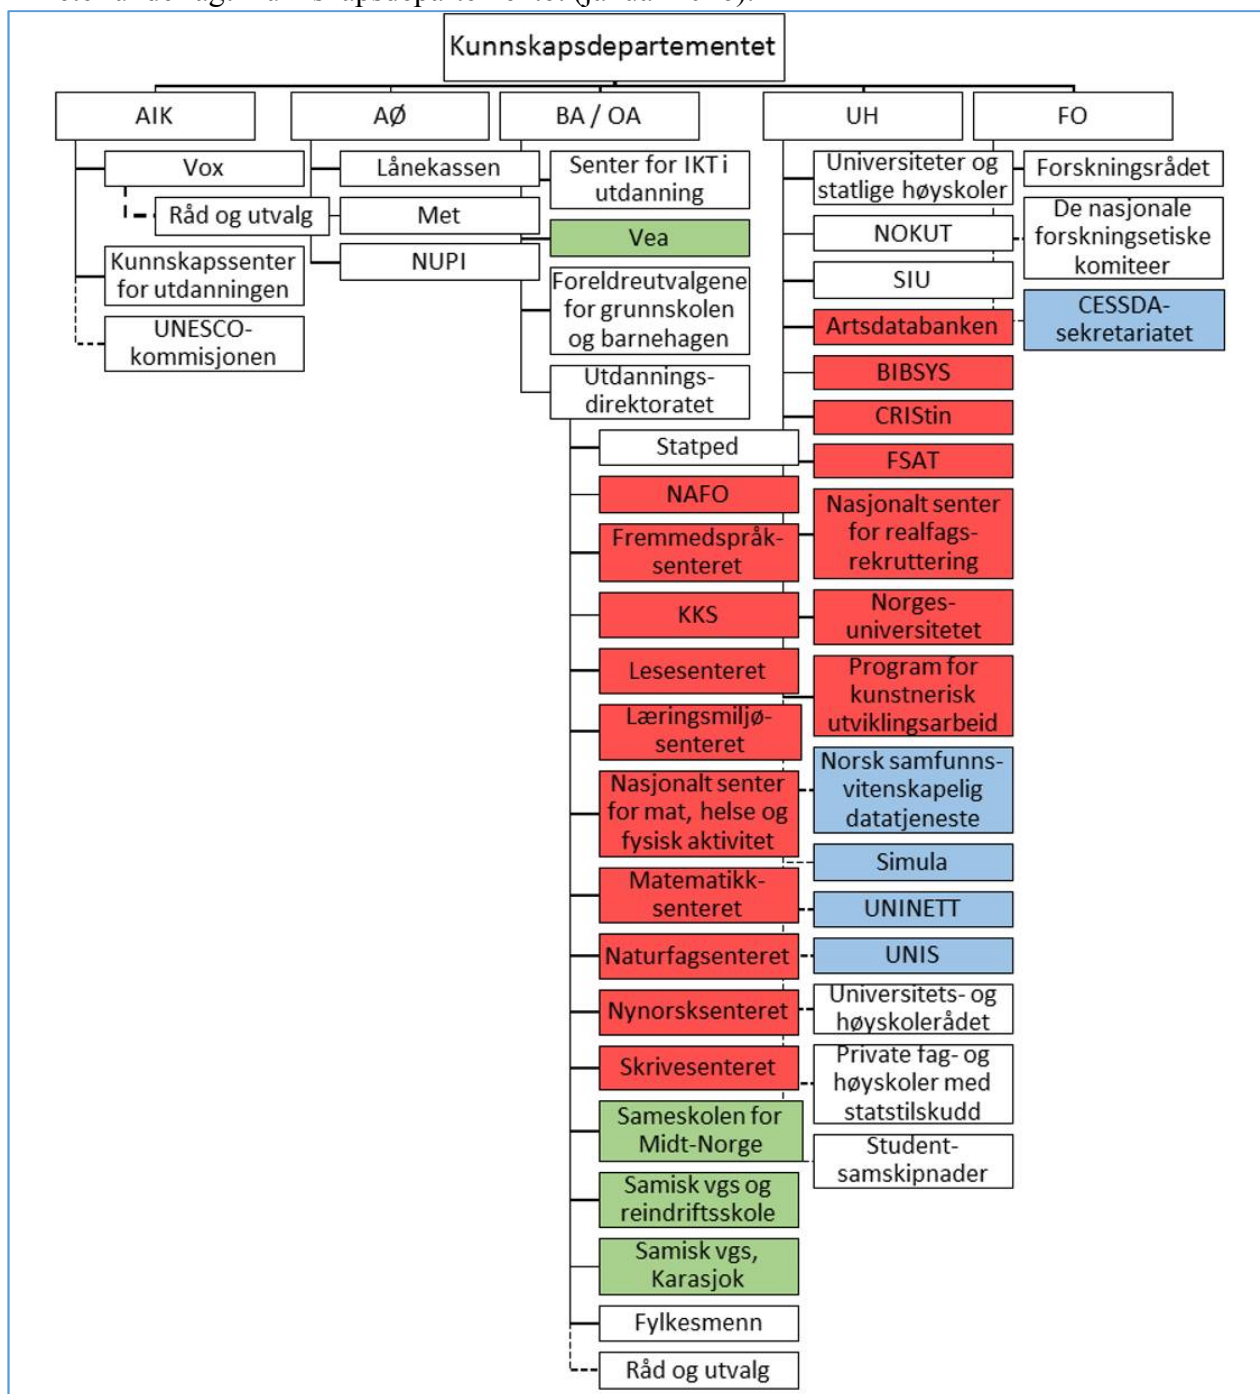 Kunnskapsdepartementet
AIK
Vox
Råd og utvalg
Kunnskapssenter
for utdanningen
UNESCO-
kommisjonen
AØ
Lånekassen
Met
NUPI
BA / OA
Senter for IKT i
utdanning
Vea
Foreldreutvalgene
for grunnskolen
og barnehagen
Utdannings-
direktoratet
Statped
NAFO
Fremmedspråk-
senteret
KKS
Lesesenteret
Læringsmiljø-
senteret
Nasjonalt senter
for mat, helse og
fysisk aktivitet
Matematikk-
senteret
Naturfagsenteret
Nynorsksenteret
Skrivesenteret
Sameskolen for
Midt-Norge
Samisk vgs og
reindriftsskole
Samisk vgs,
Karasjok
Fylkesmenn
Råd og utvalg
UH
Universiteter og
statlige høyskoler
NOKUT
SIU
Artsdatabanken
BIBSYS
CRIStin
FSAT
Nasjonalt senter
for realfags-
rekruttering
Norges-
universitetet
Program for
kunstnerisk
utviklingsarbeid
Norsk samfunns-
vitenskapelig
datatjeneste
Simula
UNINETT
UNIS
Universitets- og
høyskolerådet
Private fag- og
høyskoler med
statstilskudd
Student-
samskipnader
FO
Forskningsrådet
De nasjonale
forskningsetiske
komiteer
CESSDA-
sekretariatet